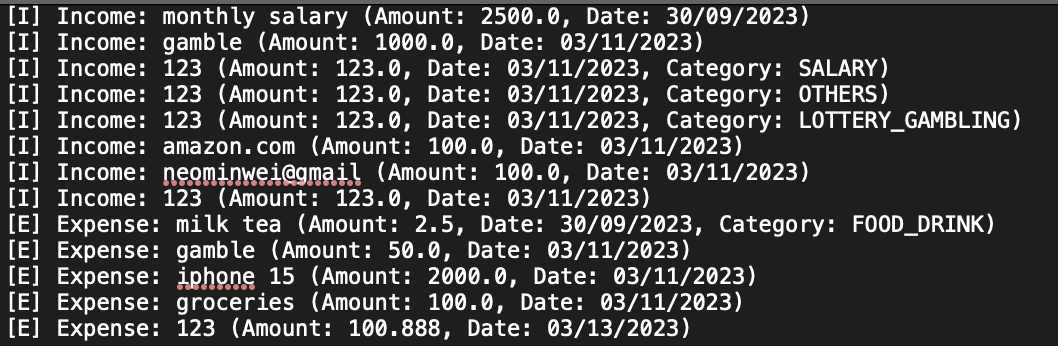 [I] Income: monthly salary (Amount: 2500.0, Date: 30/09/2023)
[I] Income: gamble (Amount: 1000.0, Date: 03/11/2023)
[I] Income: 123 (Amount: 123.0, Date: 03/11/2023, Category: SALARY)
[I] Income: 123 (Amount: 123.0, Date: 03/11/2023, Category: OTHERS)
[I] Income: 123 (Amount: 123.0, Date: 03/11/2023, Category: LOTTERY_GAMBLING)
[I] Income: amazon.com (Amount: 100.0, Date: 03/11/2023)
[I] Income: neominwei@gmail (Amount: 100.0, Date: 03/11/2023)
[I] Income: 123 (Amount: 123.0, Date: 03/11/2023)
[E] Expense: milk tea (Amount: 2.5, Date: 30/09/2023, Category: FOOD_DRINK)
[E] Expense: gamble (Amount: 50.0, Date: 03/11/2023)
[E] Expense: iphone 15 (Amount: 2000.0, Date: 03/11/2023)
[E] Expense: groceries (Amount: 100.0, Date: 03/11/2023)
[E] Expense: 123 (Amount: 100.888, Date: 03/13/2023)